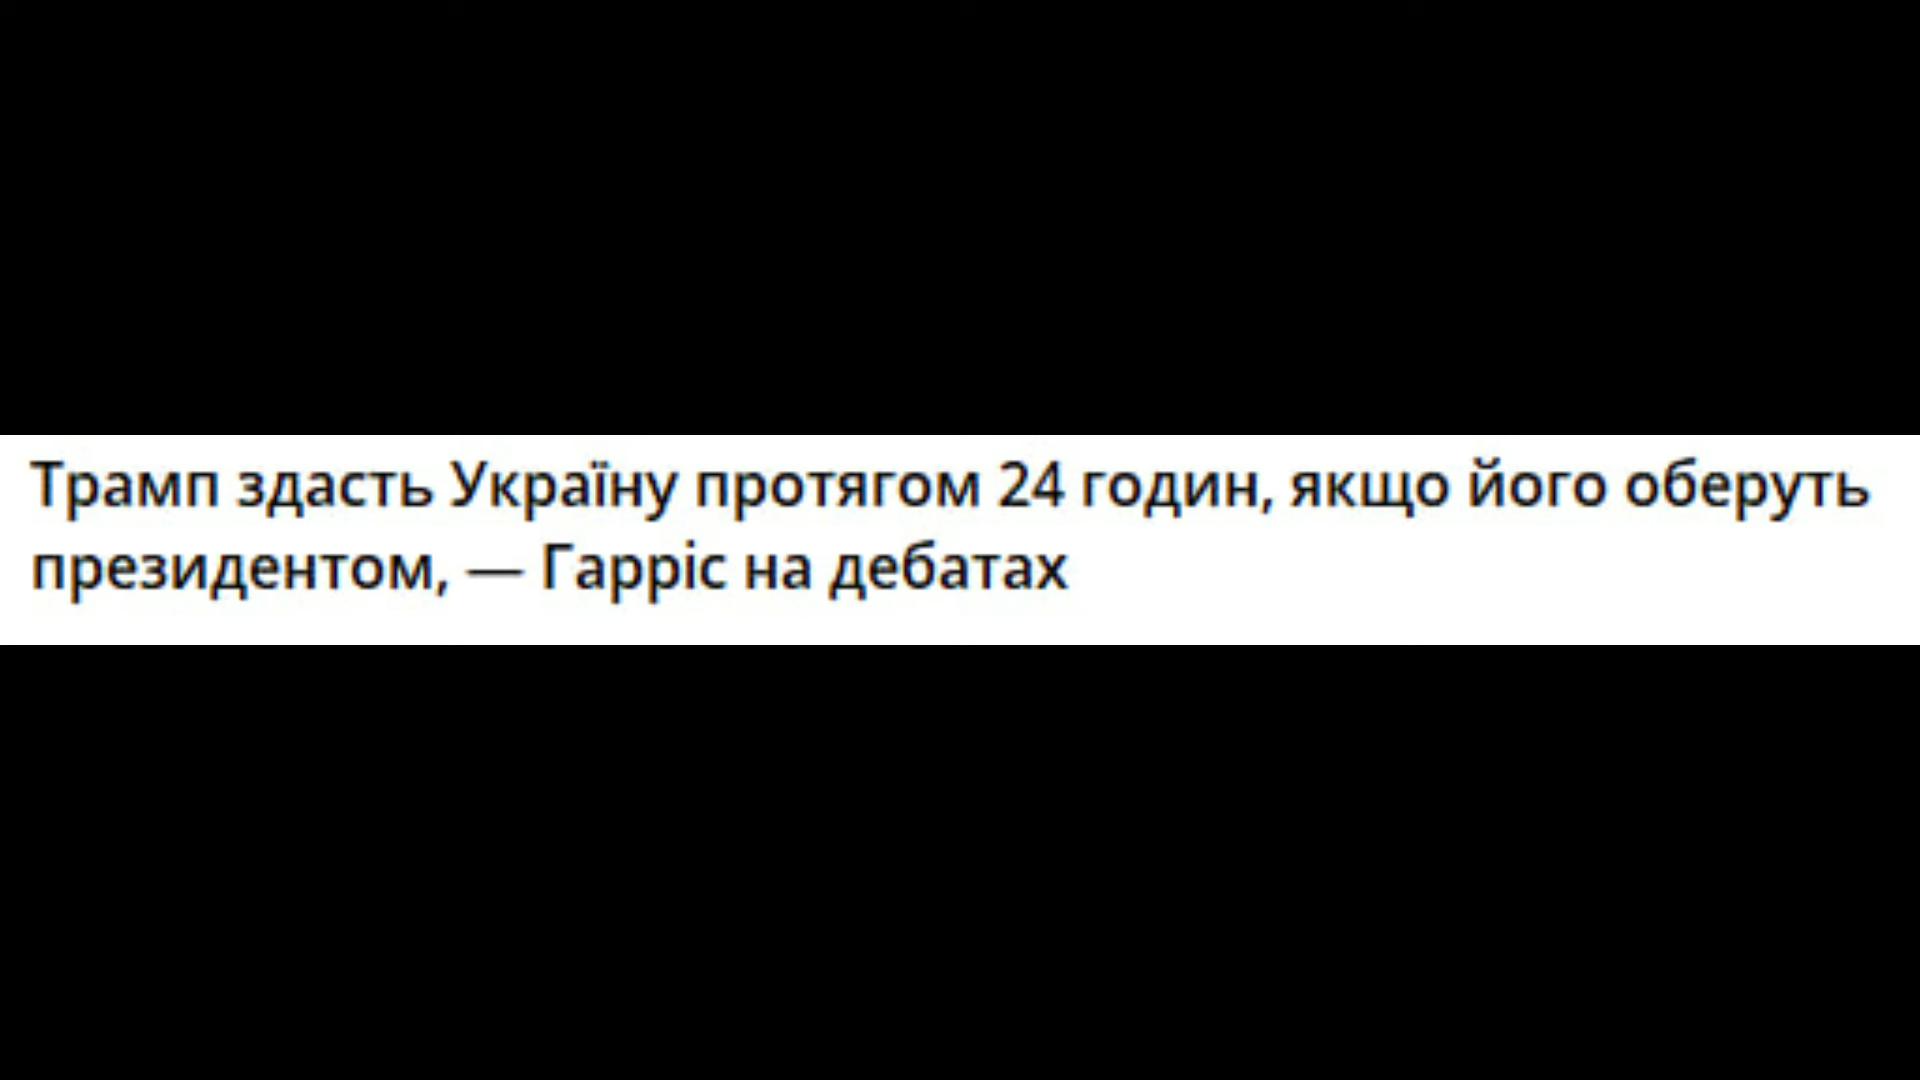 Трамп здасть Україну протягом 24 годин, якщо його оберуть
президентом, — Гарріс на дебатах